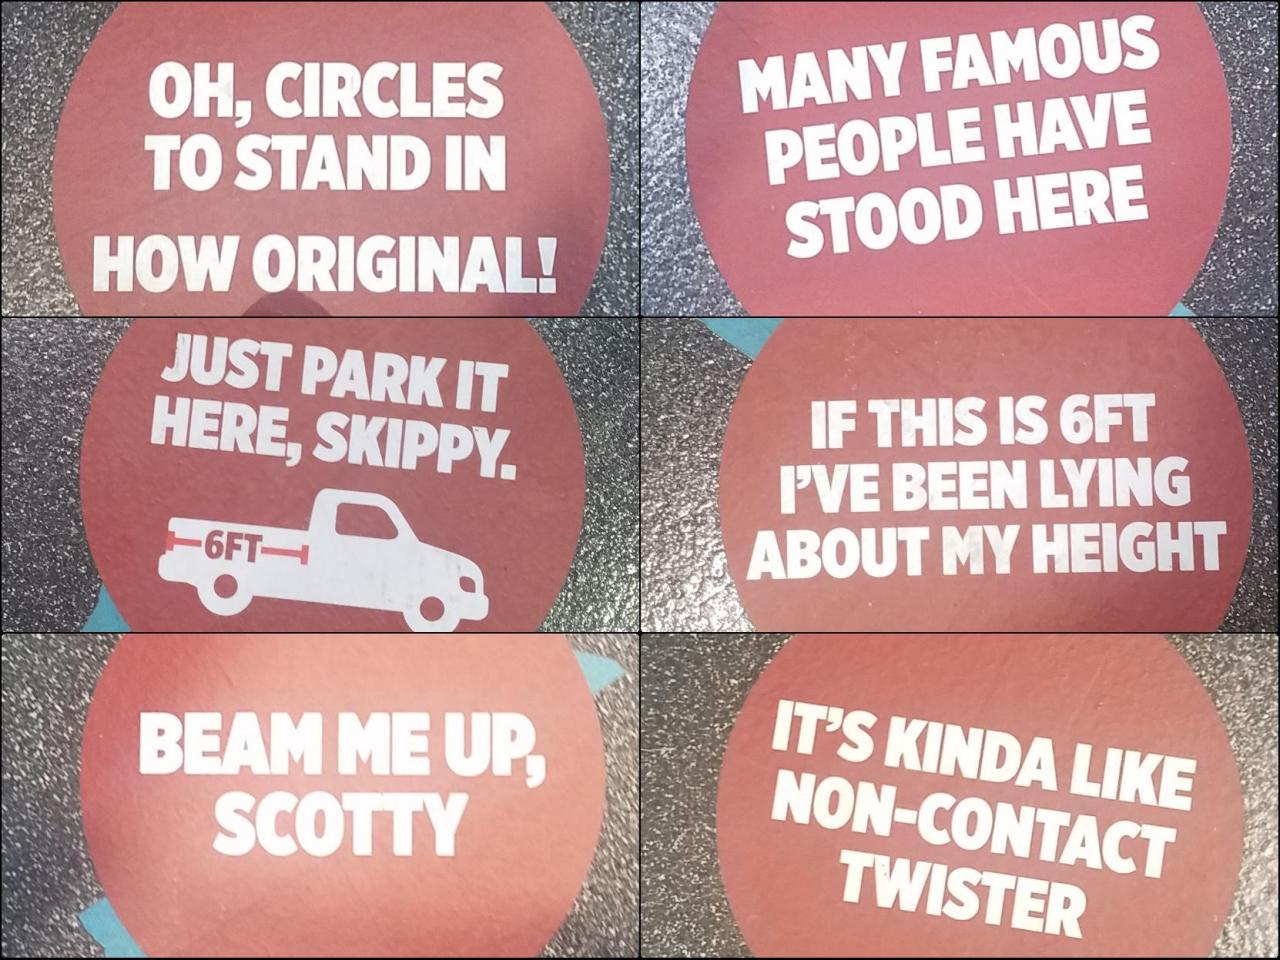 OH, CIRCLES
TO STAND IN
HOW ORIGINAL!
MANY FAMOUS
PEOPLE HAVE
STOOD HERE
JUST PARK IT
HERE, SKIPPY.
6FT
IF THIS IS 6FT
I'VE BEEN LYING
ABOUT MY HEIGHT
BEAM ME UP,
SCOTTY
IT'S KINDA LIKE
NON-CONTACT
TWISTER